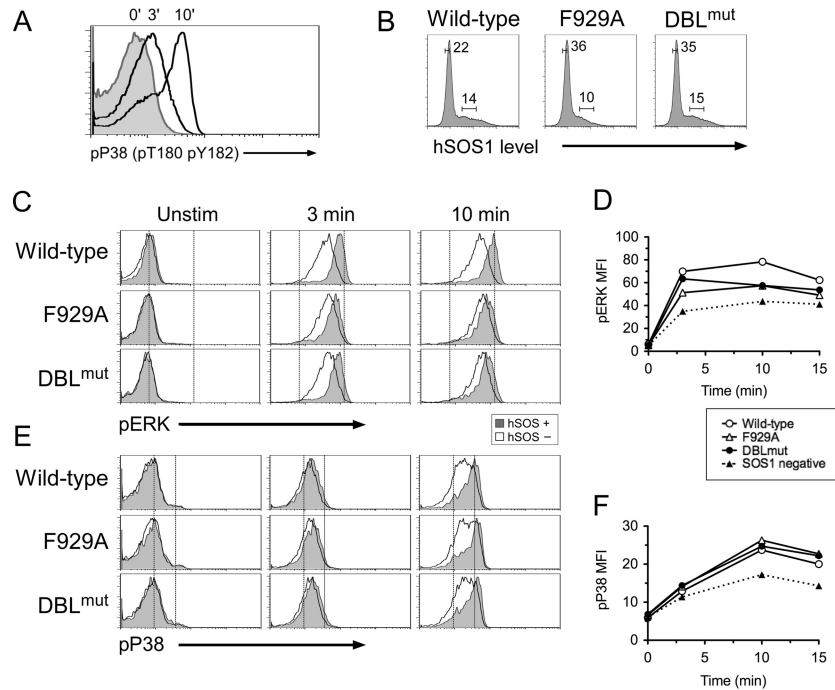 A
0' 3' 10'
pP38 (pT180 pY182)
B
Wild-type F929A DBLmut
22 36 35
14 10 15
hSOS1 level
C
Unstim 3 min 10 min
Wild-type
F929A
DBLmut
pERK
hSOS +
hSOS –
D
100
80
60
40
20
0
pERK MFI
0 5 10 15
Time (min)
Wild-type
F929A
DBLmut
SOS1 negative
E
Wild-type
F929A
DBLmut
pP38
F
30
20
10
0
pP38 MFI
0 5 10 15
Time (min)